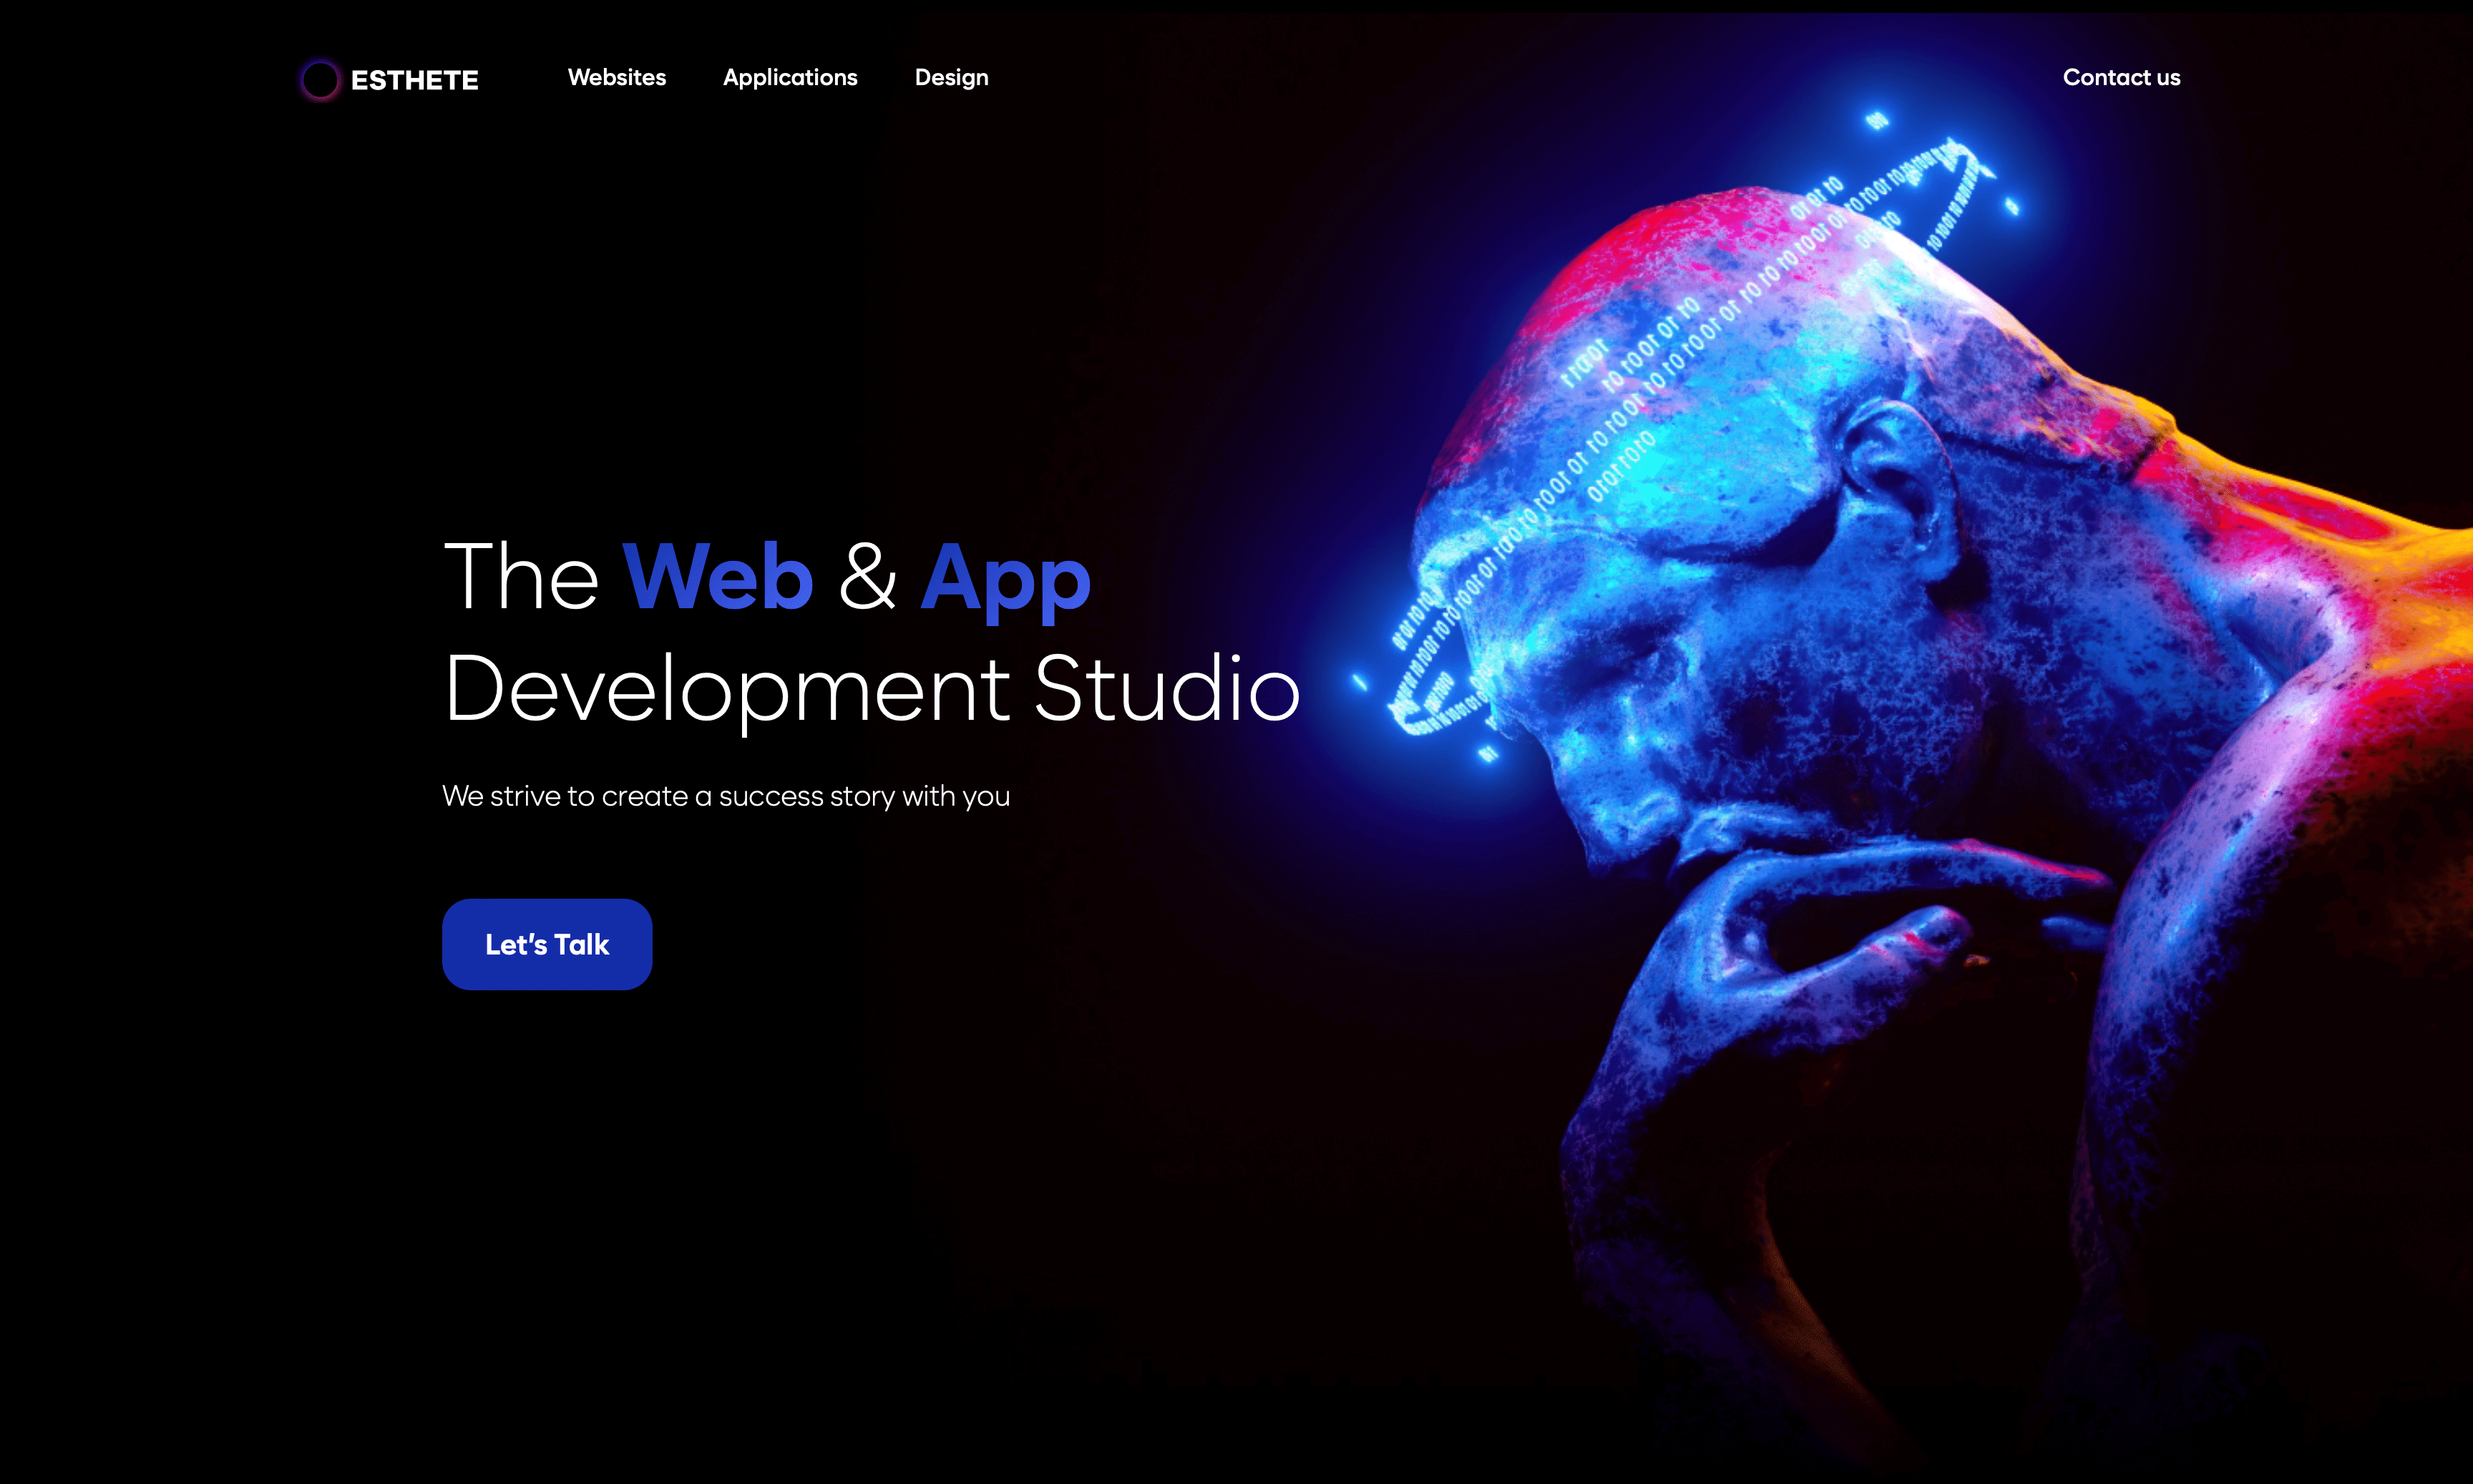 ESTHETE
Websites
Applications
Design
Contact us
The Web & App
Development Studio
We strive to create a success story with you
Let's Talk